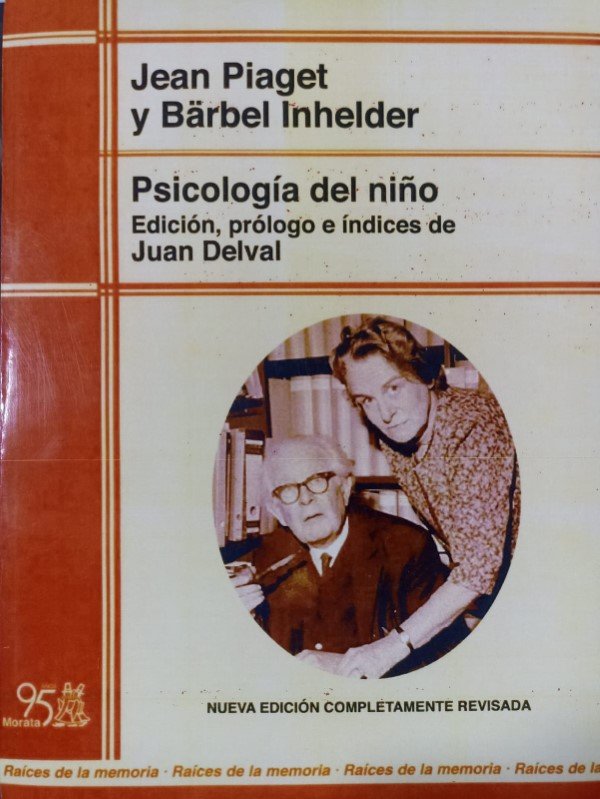 Jean Piaget
y Bärbel Inhelder
Psicología del niño
Edición, prólogo e índices de
Juan Delval
NUEVA EDICIÓN COMPLETAMENTE REVISADA
95 AÑOS
Morata
Raíces de la memoria · Raíces de la memoria · Raíces de la memoria · Raíces de la